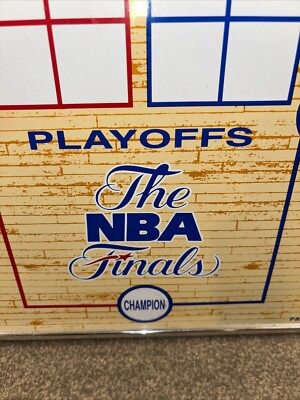 PLAYOFFS
The
NBA
Finals
CHAMPION